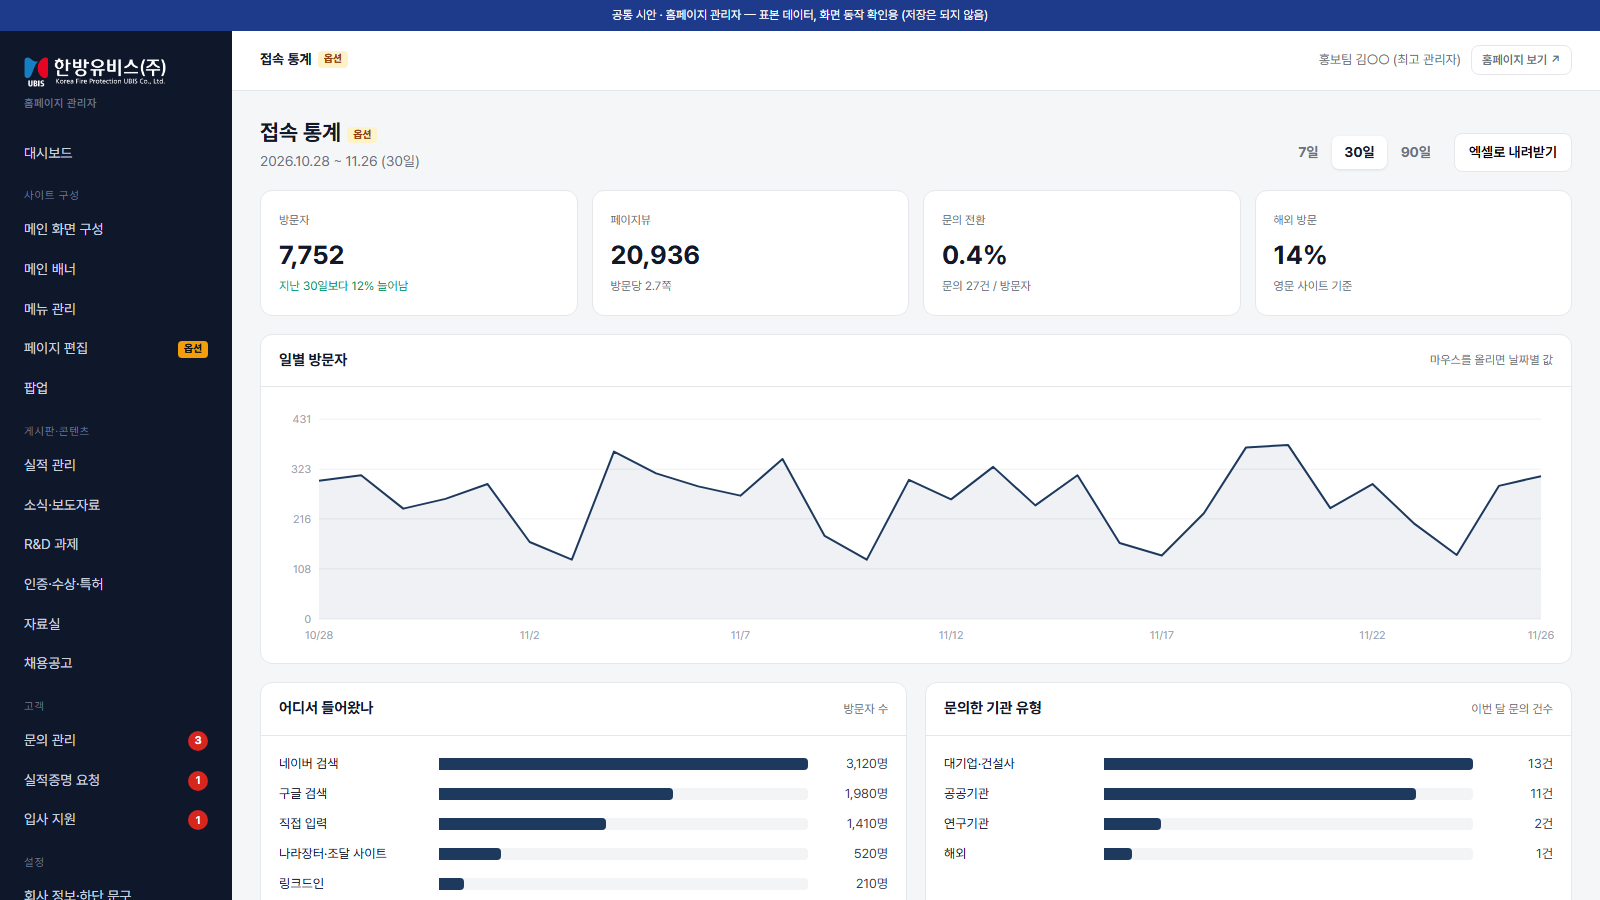 공통 시안 · 홈페이지 관리자 — 표본 데이터, 화면 동작 확인용 (저장은 되지 않음)
UBIS 한방유비스(주)
Korea Fire Protection UBIS Co., Ltd.
홈페이지 관리자
대시보드
사이트 구성
메인 화면 구성
메인 배너
메뉴 관리
페이지 편집 옵션
팝업
게시판·콘텐츠
실적 관리
소식·보도자료
R&D 과제
인증·수상·특허
자료실
채용공고
고객
문의 관리 3
실적증명 요청 1
입사 지원 1
설정
회사 정보·하단 문구
접속 통계 옵션
홍보팀 김○○ (최고 관리자) 홈페이지 보기 ↗
접속 통계 옵션
2026.10.28 ~ 11.26 (30일)
7일 30일 90일 엑셀로 내려받기
방문자
7,752
지난 30일보다 12% 늘어남
페이지뷰
20,936
방문당 2.7쪽
문의 전환
0.4%
문의 27건 / 방문자
해외 방문
14%
영문 사이트 기준
일별 방문자 마우스를 올리면 날짜별 값
431
323
216
108
0
10/28 11/2 11/7 11/12 11/17 11/22 11/26
어디서 들어왔나 방문자 수
네이버 검색 3,120명
구글 검색 1,980명
직접 입력 1,410명
나라장터·조달 사이트 520명
링크드인 210명
문의한 기관 유형 이번 달 문의 건수
대기업·건설사 13건
공공기관 11건
연구기관 2건
해외 1건